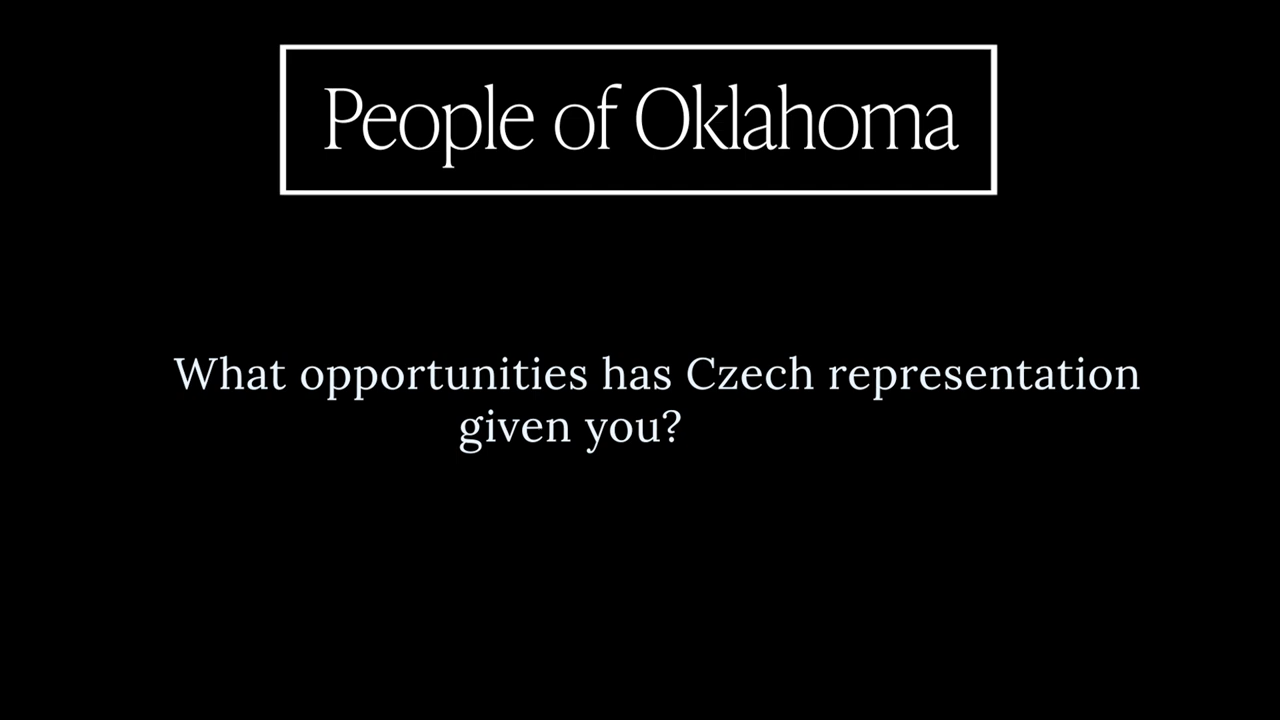 People of Oklahoma
What opportunities has Czech representation
given you?